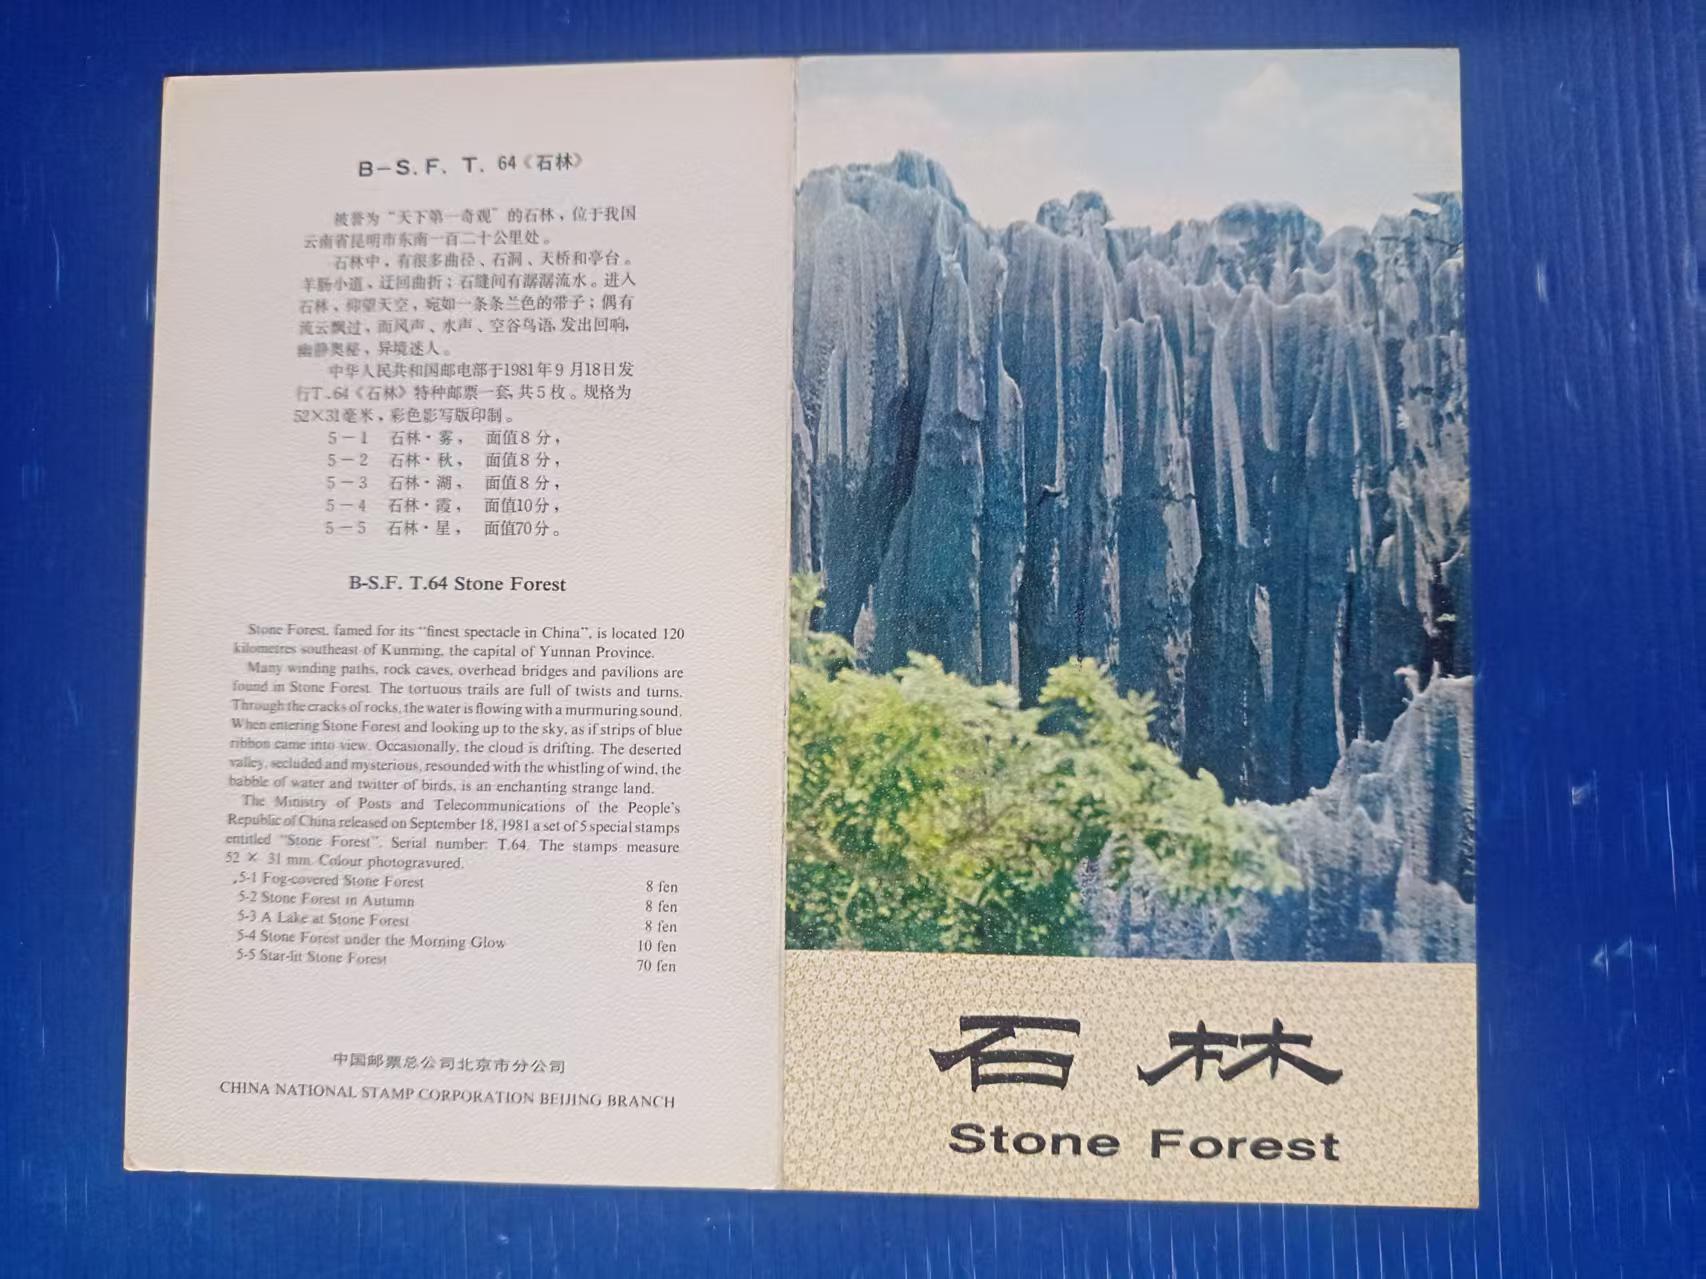 B－S.F. T. 64《石林》
被誉为“天下第一奇观”的石林，位于我国
云南省昆明市东南一百二十公里处。
石林中，有很多曲径、石洞、天桥和亭台。
羊肠小道，迂回曲折；石缝间有潺潺流水。进入
石林，仰望天空，宛如一条条兰色的带子；偶有
流云飘过，而风声、水声、空谷鸟语，发出回响，
幽静奥秘，异境迷人。
中华人民共和国邮电部于1981年9月18日发
行T.64《石林》特种邮票一套，共5枚。规格为
52×31毫米，彩色影写版印制。
5－1 石林·雾， 面值8分，
5－2 石林·秋， 面值8分，
5－3 石林·湖， 面值8分，
5－4 石林·霞， 面值10分，
5－5 石林·星， 面值70分。
B-S.F. T.64 Stone Forest
Stone Forest, famed for its "finest spectacle in China", is located 120
kilometres southeast of Kunming, the capital of Yunnan Province.
Many winding paths, rock caves, overhead bridges and pavilions are
found in Stone Forest. The tortuous trails are full of twists and turns.
Through the cracks of rocks, the water is flowing with a murmuring sound.
When entering Stone Forest and looking up to the sky, as if strips of blue
ribbon came into view. Occasionally, the cloud is drifting. The deserted
valley, secluded and mysterious, resounded with the whistling of wind, the
babble of water and twitter of birds, is an enchanting strange land.
The Ministry of Posts and Telecommunications of the People's
Republic of China released on September 18, 1981 a set of 5 special stamps
entitled "Stone Forest". Serial number: T.64. The stamps measure
52 × 31 mm. Colour photogravured.
5-1 Fog-covered Stone Forest 8 fen
5-2 Stone Forest in Autumn 8 fen
5-3 A Lake at Stone Forest 8 fen
5-4 Stone Forest under the Morning Glow 10 fen
5-5 Star-lit Stone Forest 70 fen
中国邮票总公司北京市分公司
CHINA NATIONAL STAMP CORPORATION BEIJING BRANCH
石林
Stone Forest